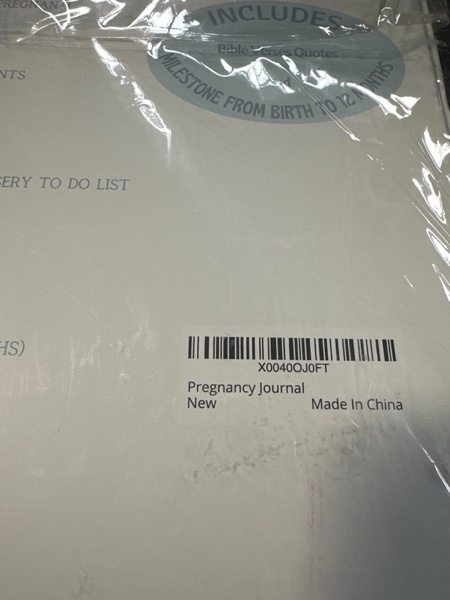 INCLUDES
Bible Verses Quotes
MILESTONE FROM BIRTH TO 12 MONTHS
NTS
ERY TO DO LIST
HS)
X0040OJ0FT
Pregnancy Journal
New Made In China